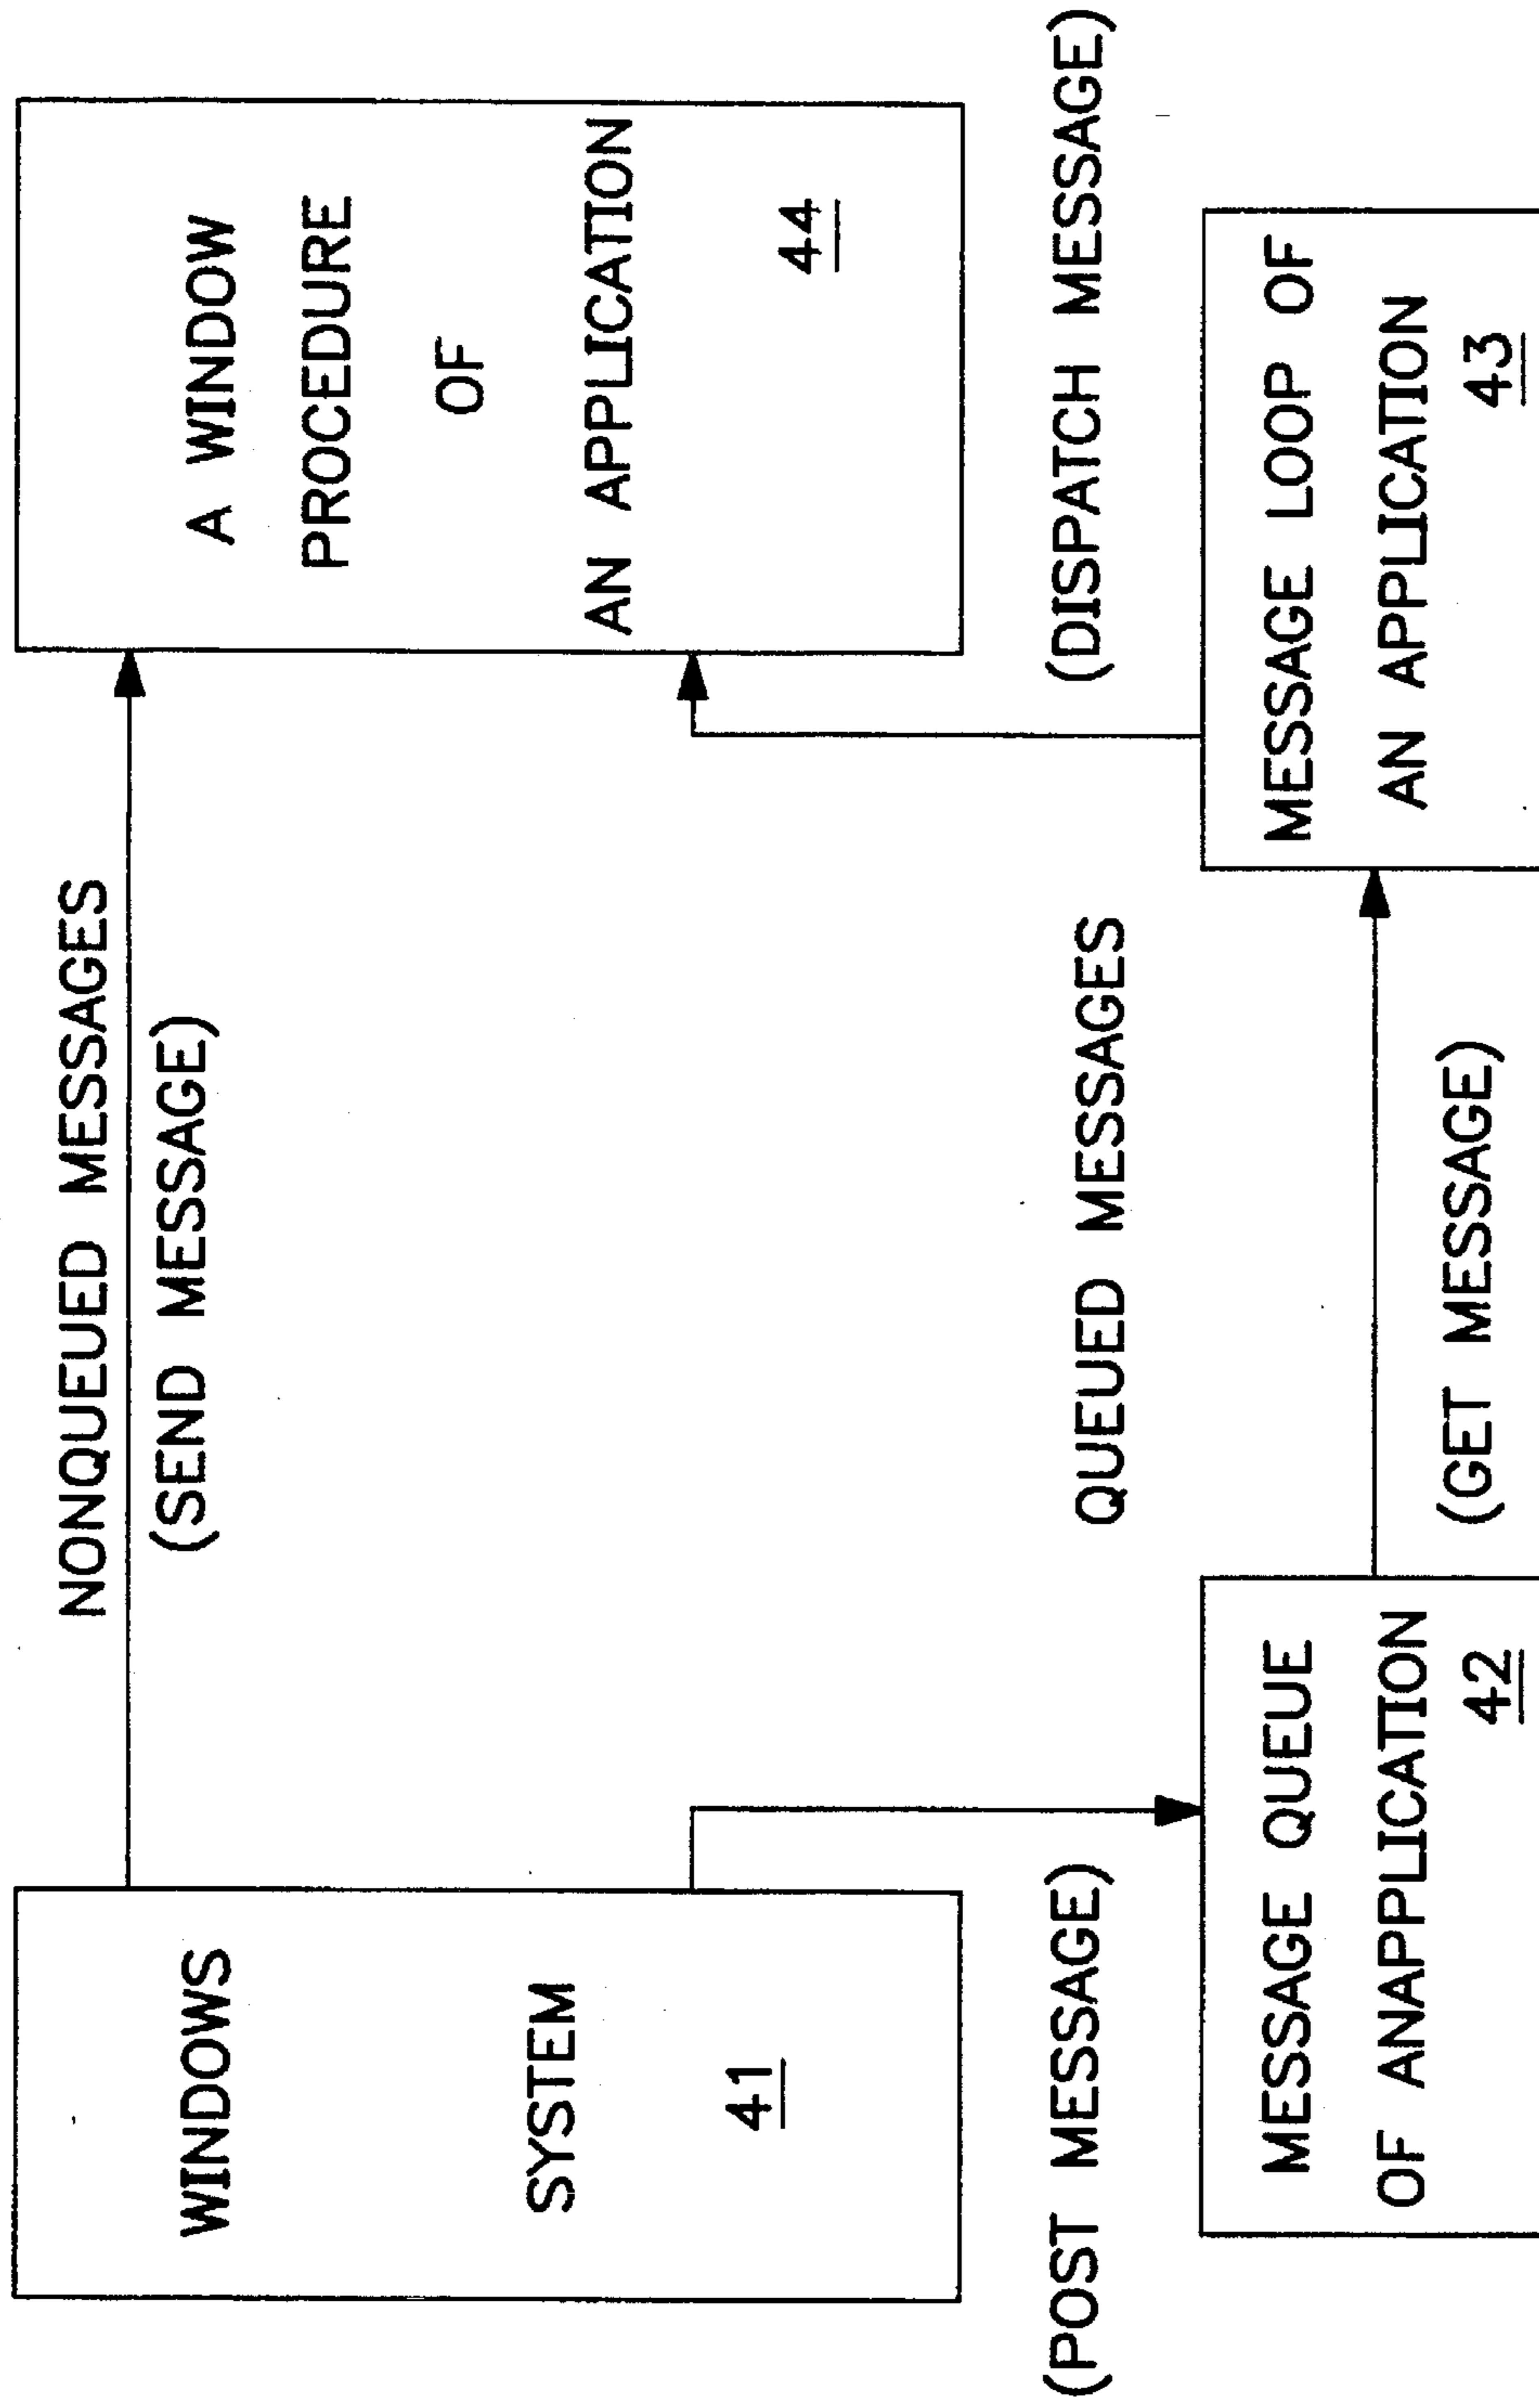 NONQUEUED MESSAGES
(SEND MESSAGE)
WINDOWS
SYSTEM
41
A WINDOW
PROCEDURE
OF
AN APPLICATION
44
(POST MESSAGE)
QUEUED MESSAGES
(DISPATCH MESSAGE)
MESSAGE QUEUE
OF ANAPPLICATION
42
(GET MESSAGE)
MESSAGE LOOP OF
AN APPLICATION
43